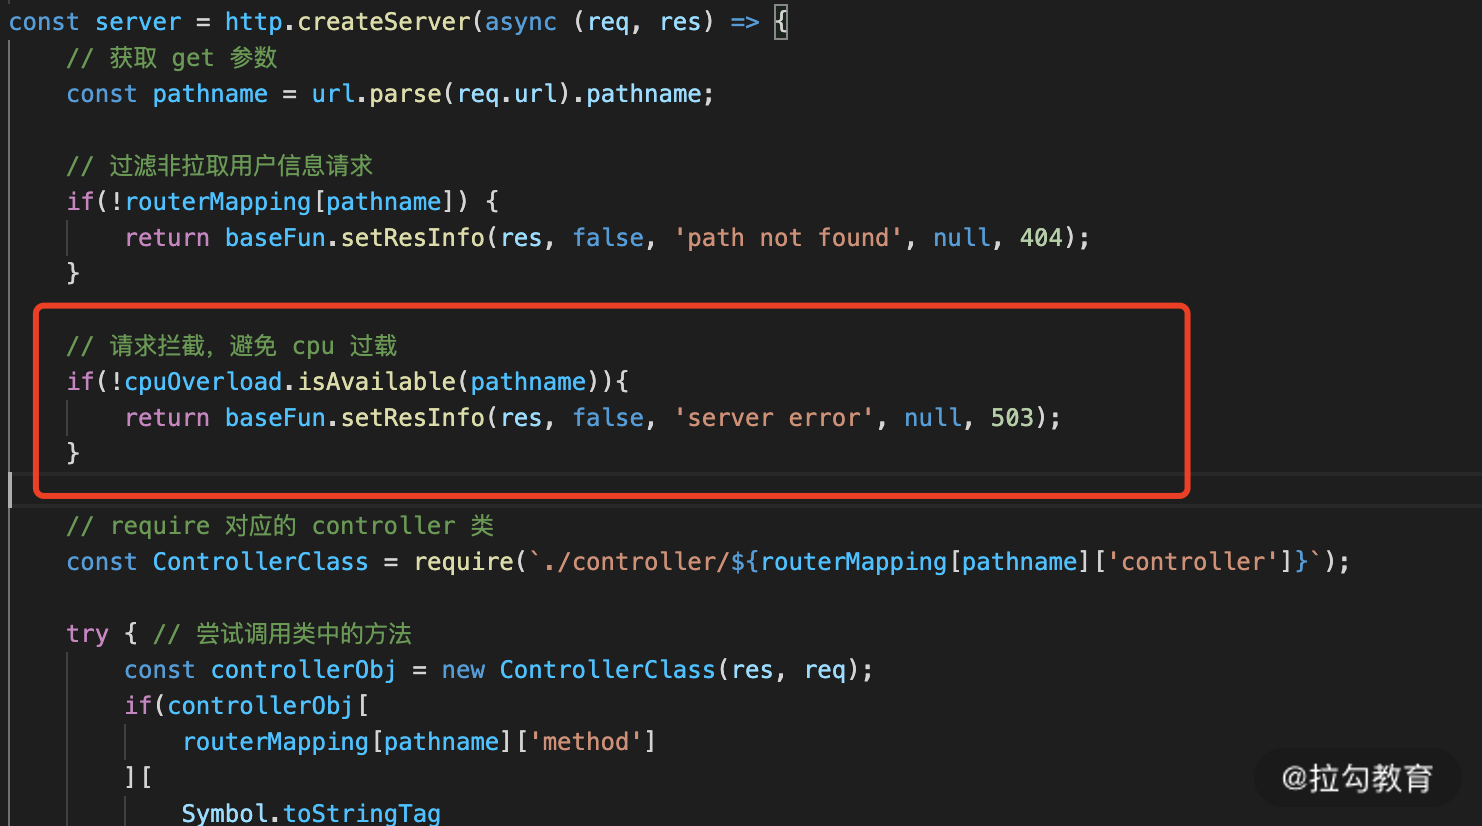 const server = http.createServer(async (req, res) => {
// 获取 get 参数
const pathname = url.parse(req.url).pathname;
// 过滤非拉取用户信息请求
if(!routerMapping[pathname]) {
return baseFun.setResInfo(res, false, 'path not found', null, 404);
}
// 请求拦截，避免 cpu 过载
if(!cpuOverload.isAvailable(pathname)){
return baseFun.setResInfo(res, false, 'server error', null, 503);
}
// require 对应的 controller 类
const ControllerClass = require(`./controller/${routerMapping[pathname]['controller']}`);
try { // 尝试调用类中的方法
const controllerObj = new ControllerClass(res, req);
if(controllerObj[
routerMapping[pathname]['method']
][
Symbol.toStringTag
@拉勾教育